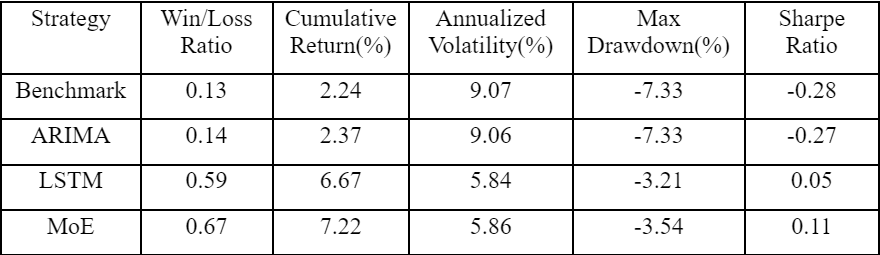 Strategy Win/Loss Ratio Cumulative Return(%) Annualized Volatility(%) Max Drawdown(%) Sharpe Ratio
Benchmark 0.13 2.24 9.07 -7.33 -0.28
ARIMA 0.14 2.37 9.06 -7.33 -0.27
LSTM 0.59 6.67 5.84 -3.21 0.05
MoE 0.67 7.22 5.86 -3.54 0.11